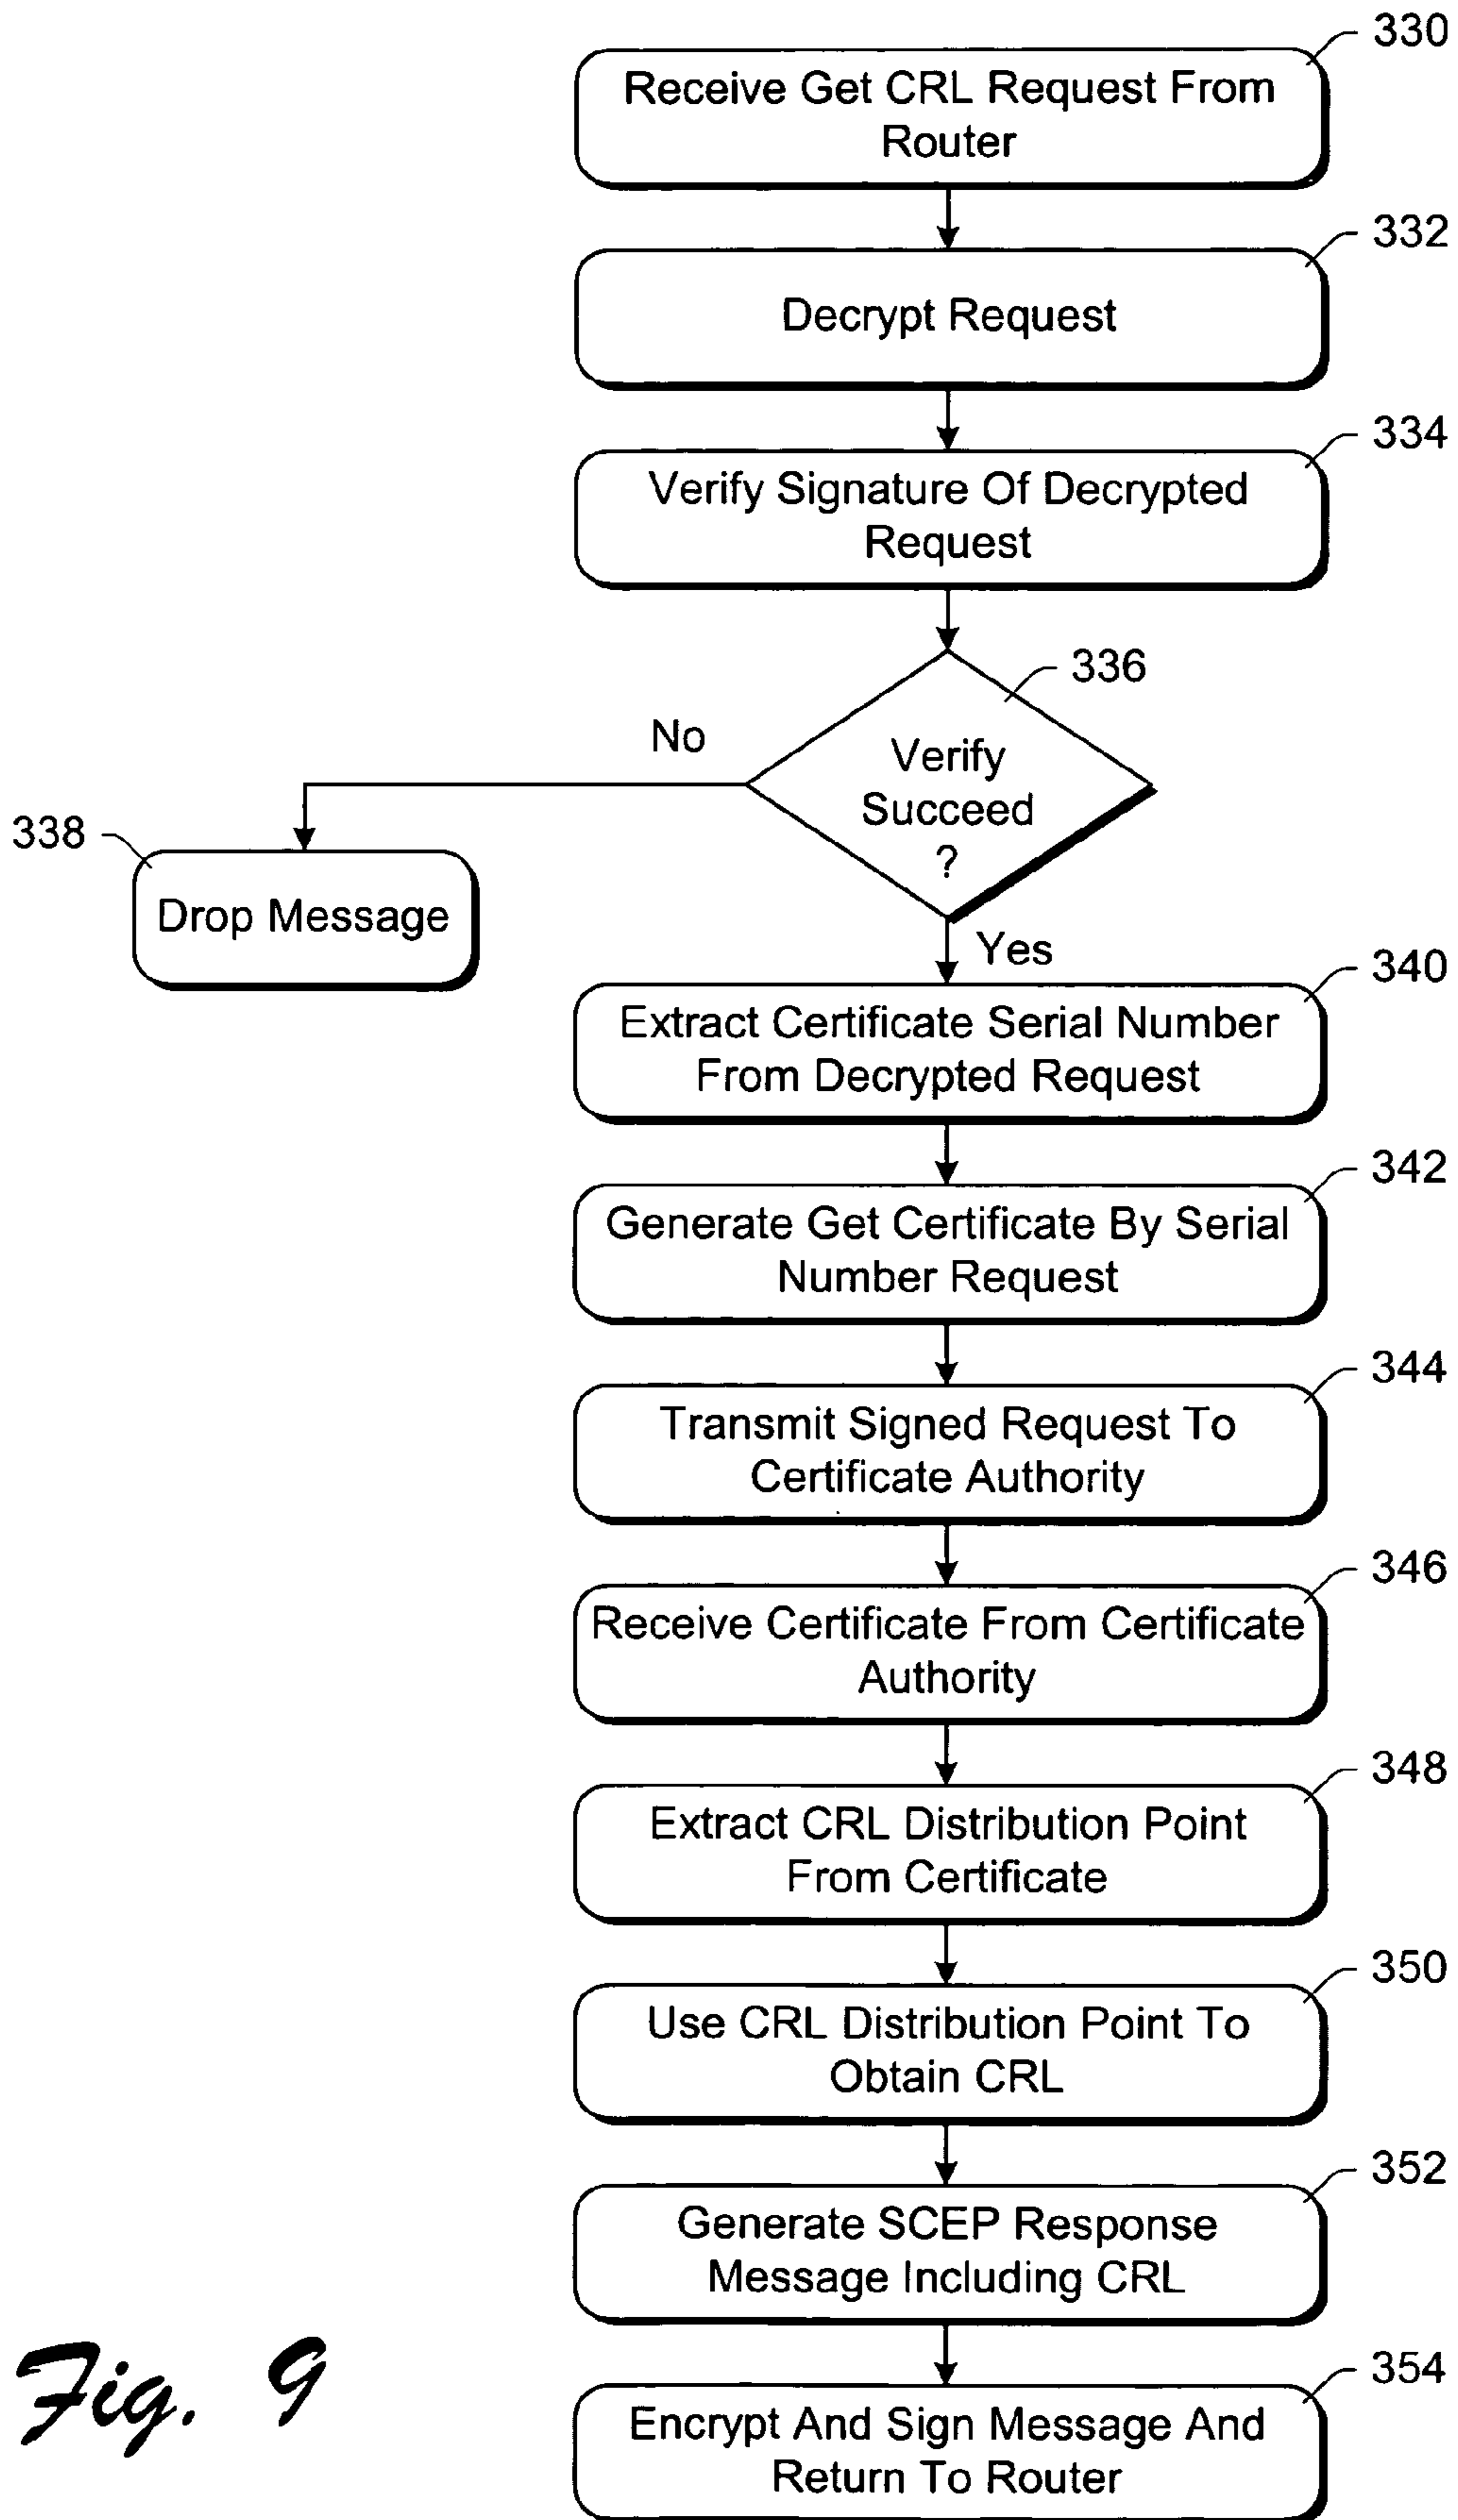 330
Receive Get CRL Request From
Router
332
Decrypt Request
334
Verify Signature Of Decrypted
Request
336
No
Verify
Succeed
?
338
Drop Message
Yes
340
Extract Certificate Serial Number
From Decrypted Request
342
Generate Get Certificate By Serial
Number Request
344
Transmit Signed Request To
Certificate Authority
346
Receive Certificate From Certificate
Authority
348
Extract CRL Distribution Point
From Certificate
350
Use CRL Distribution Point To
Obtain CRL
352
Generate SCEP Response
Message Including CRL
354
Encrypt And Sign Message And
Return To Router
Fig. 9